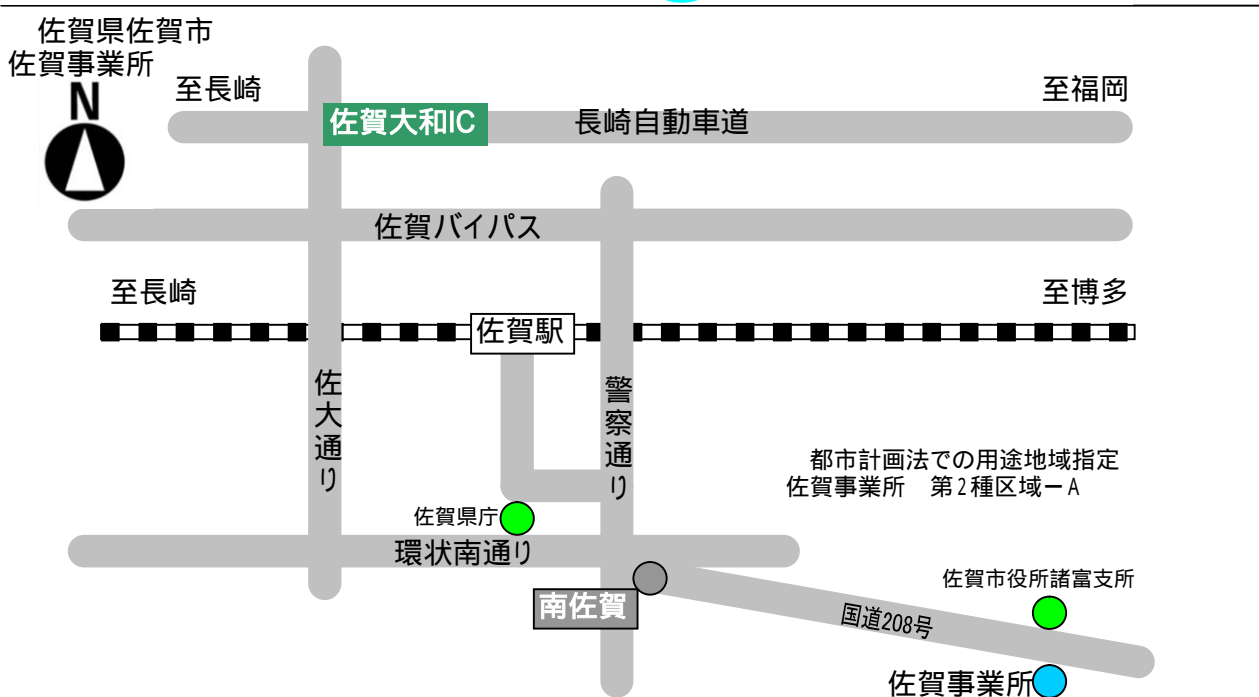 佐賀県佐賀市
佐賀事業所
N
至長崎
至福岡
佐賀大和IC
長崎自動車道
佐賀バイパス
至長崎
至博多
佐賀駅
佐大通り
警察通り
都市計画法での用途地域指定
佐賀事業所　第2種区域ーA
佐賀県庁
環状南通り
南佐賀
佐賀市役所諸富支所
国道208号
佐賀事業所